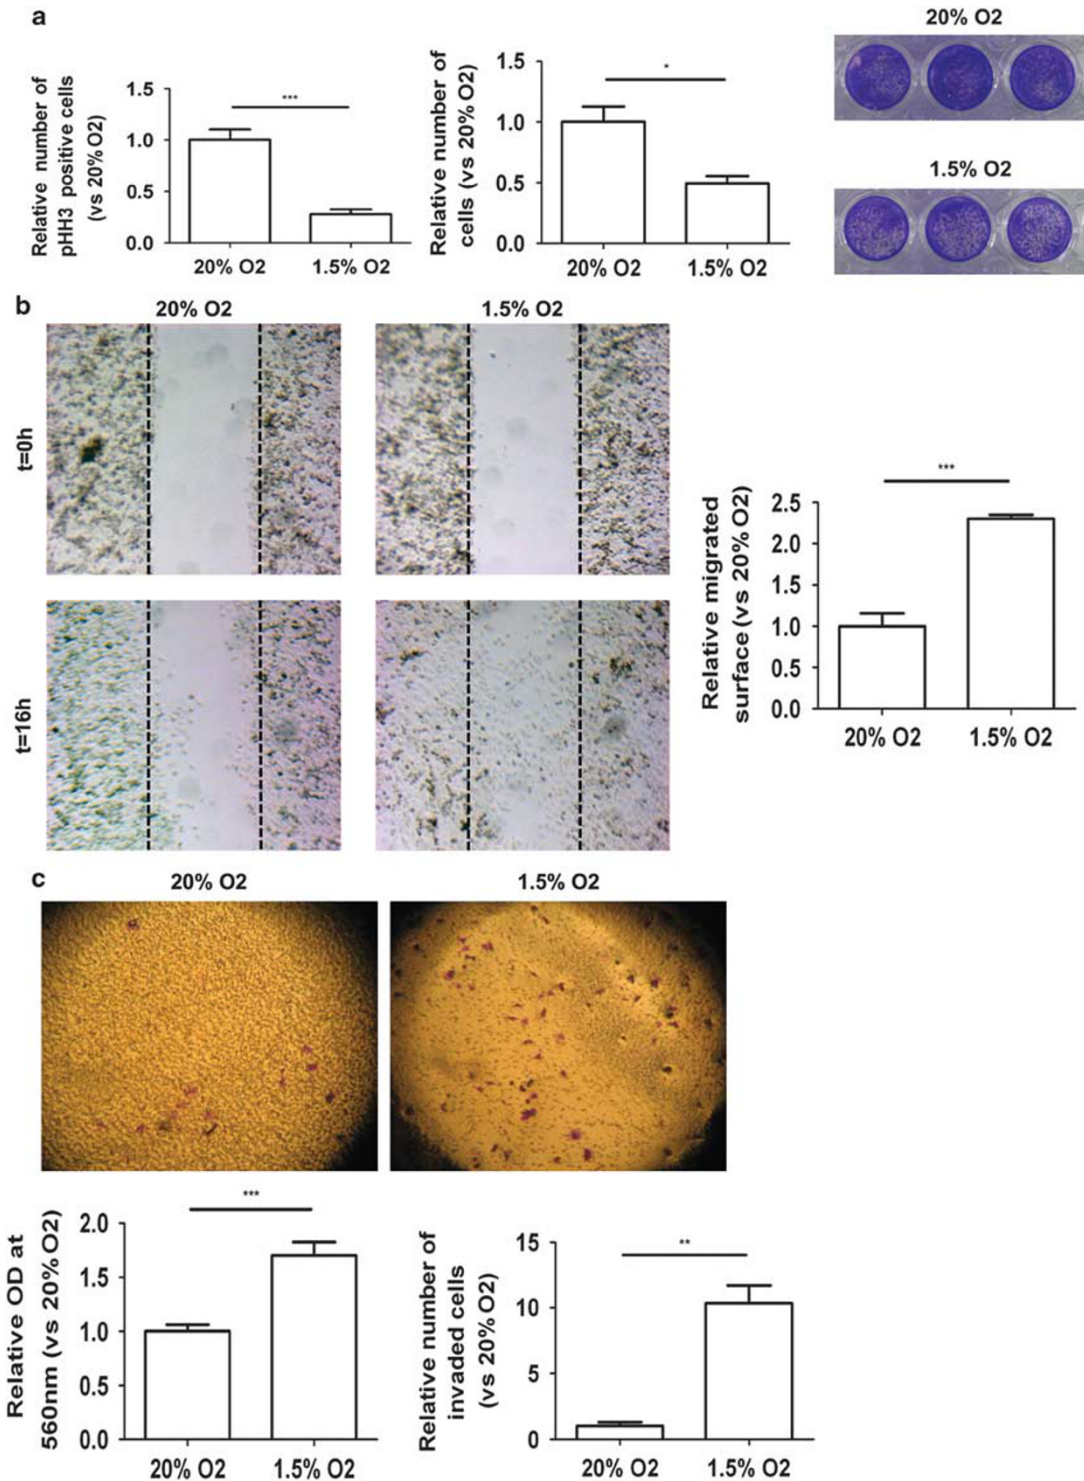 a
Relative number of
pHH3 positive cells
(vs 20% O2)
1.5
1.0
0.5
0.0
***
20% O2
1.5% O2
Relative number of
cells (vs 20% O2)
1.5
1.0
0.5
0.0
*
20% O2
1.5% O2
20% O2
1.5% O2
b
20% O2
1.5% O2
t=0h
t=16h
Relative migrated
surface (vs 20% O2)
2.5
2.0
1.5
1.0
0.5
0.0
***
20% O2
1.5% O2
c
20% O2
1.5% O2
Relative OD at
560nm (vs 20% O2)
2.0
1.5
1.0
0.5
0.0
***
20% O2
1.5% O2
Relative number of
invaded cells
(vs 20% O2)
15
10
5
0
**
20% O2
1.5% O2